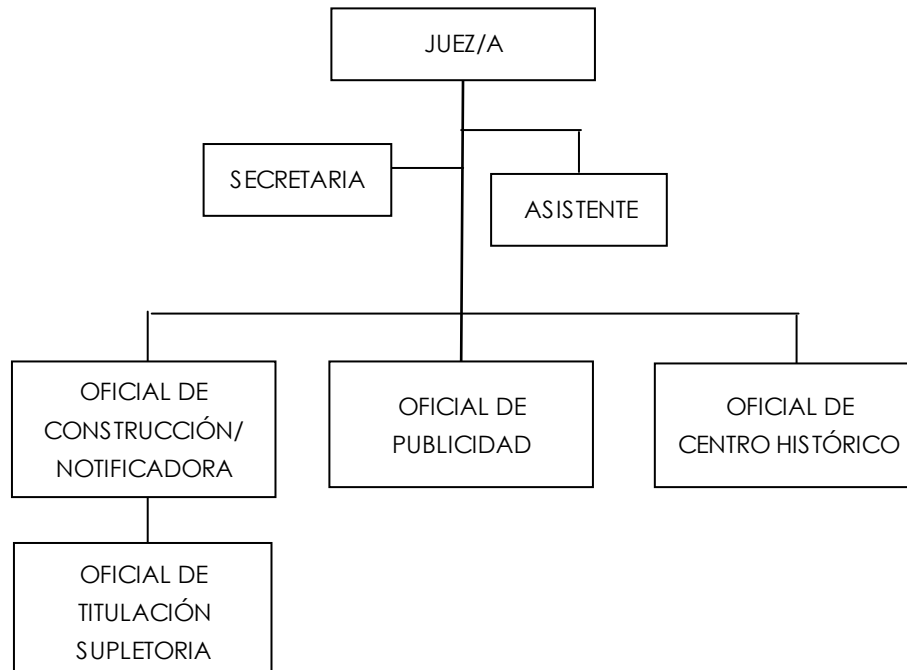 JUEZ/A
SECRETARIA
ASISTENTE
OFICIAL DE
CONSTRUCCIÓN/
NOTIFICADORA
OFICIAL DE
PUBLICIDAD
OFICIAL DE
CENTRO HISTÓRICO
OFICIAL DE
TITULACIÓN
SUPLETORIA